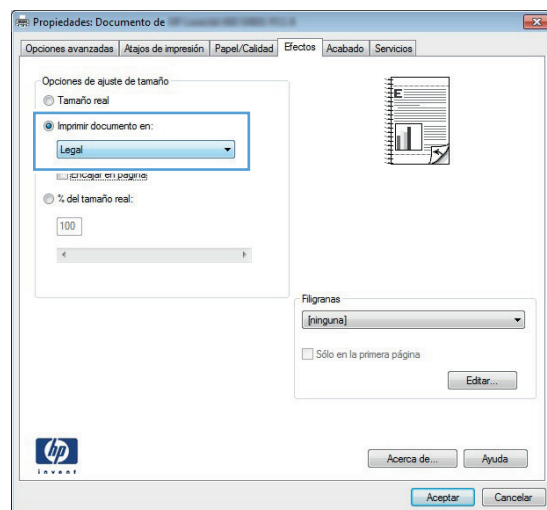 Propiedades: Documento de
Opciones avanzadas Atajos de impresión Papel/Calidad Efectos Acabado Servicios
Opciones de ajuste de tamaño
Tamaño real
Imprimir documento en:
Legal
Encajar en página
% del tamaño real:
100
E
Filigranas
[ninguna]
Sólo en la primera página
Editar...
hp
invent
Acerca de... Ayuda
Aceptar Cancelar